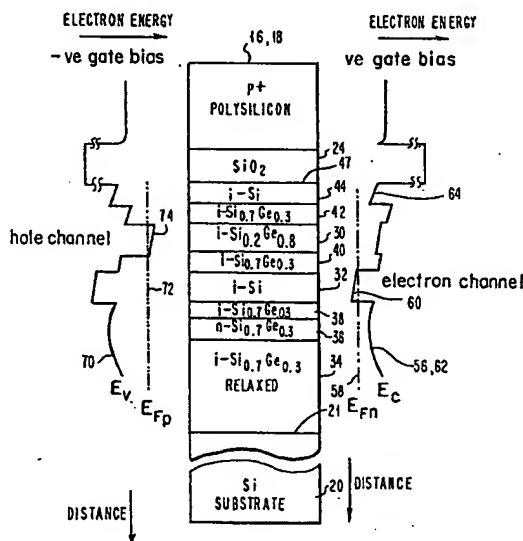 ELECTRON ENERGY
-ve gate bias
16,18
ELECTRON ENERGY
ve gate bias
p+
POLYSILICON
24
SiO2
47
i-Si
44
64
i-Si0.7Ge0.3
42
74
hole channel
i-Si0.2Ge0.8
30
i-Si0.7Ge0.3
40
72
i-Si
32
electron channel
60
i-Si0.7Ge0.3
38
n-Si0.7Ge0.3
36
70
i-Si0.7Ge0.3
RELAXED
34
56,62
Ev
EFp
21
58
EFn
Ec
Si
SUBSTRATE
20
DISTANCE
DISTANCE